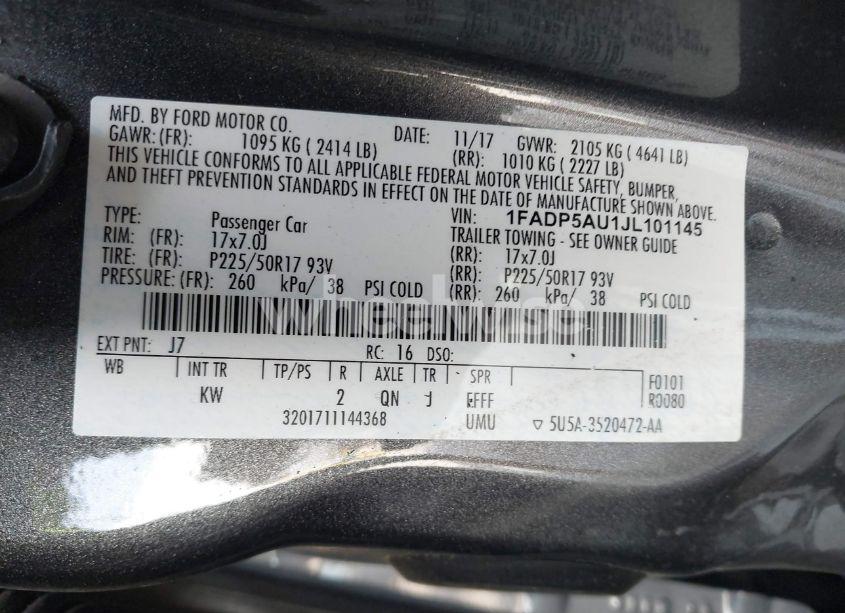 MFD. BY FORD MOTOR CO.
DATE: 11/17 GVWR: 2105 KG ( 4641 LB)
GAWR: (FR): 1095 KG ( 2414 LB) (RR): 1010 KG ( 2227 LB)
THIS VEHICLE CONFORMS TO ALL APPLICABLE FEDERAL MOTOR VEHICLE SAFETY, BUMPER,
AND THEFT PREVENTION STANDARDS IN EFFECT ON THE DATE OF MANUFACTURE SHOWN ABOVE.
VIN: 1FADP5AU1JL101145
TYPE: Passenger Car TRAILER TOWING - SEE OWNER GUIDE
RIM: (FR): 17x7.0J (RR): 17x7.0J
TIRE: (FR): P225/50R17 93V (RR): P225/50R17 93V
PRESSURE: (FR): 260 kPa/ 38 PSI COLD (RR): 260 kPa/ 38 PSI COLD
wheelwise
EXT PNT: J7 RC: 16 DSO:
WB INT TR TP/PS R AXLE TR SPR F0101
KW 2 QN J EFFF R0080
3201711144368 UMU ▽ 5U5A-3520472-AA